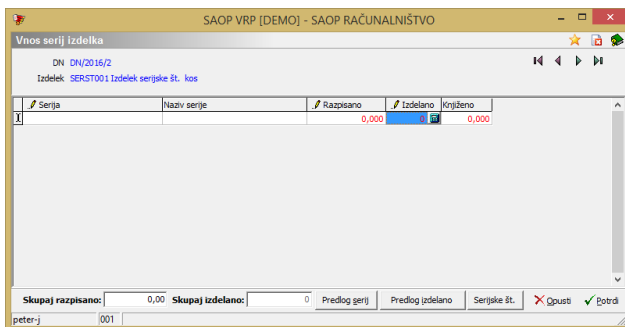 SAOP VRP [DEMO] - SAOP RAČUNALNIŠTVO
Vnos serij izdelka
DN DN/2016/2
Izdelek SERST001 Izdelek serijske št. kos
Serija Naziv serije Razpisano Izdelano Knjiženo
0,000 0 0,000
Skupaj razpisano: 0,00 Skupaj izdelano: 0 Predlog serij Predlog izdelano Serijske št. Opusti Potrdi
peter-j 001